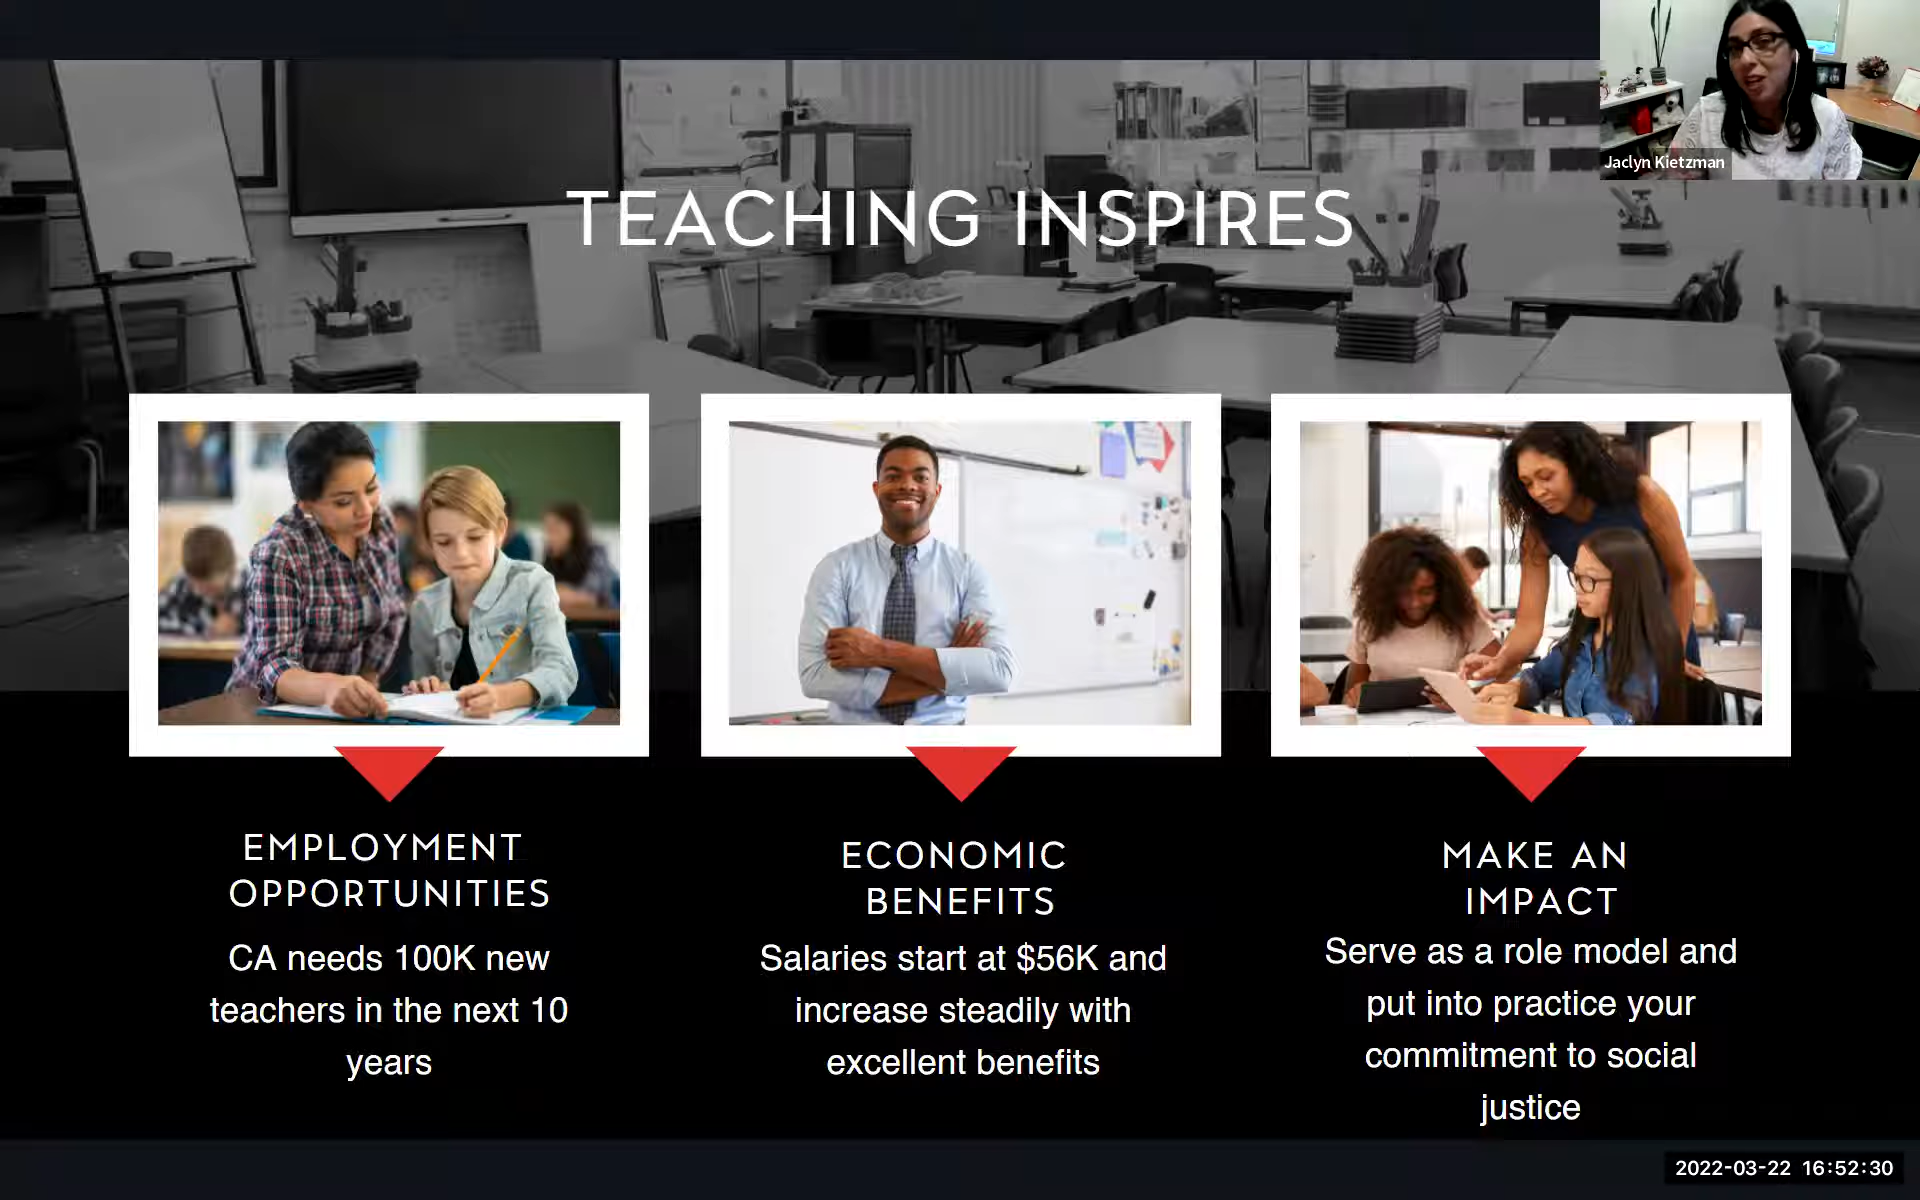 Jaclyn Kietzman
TEACHING INSPIRES
EMPLOYMENT
OPPORTUNITIES
CA needs 100K new
teachers in the next 10
years
ECONOMIC
BENEFITS
Salaries start at $56K and
increase steadily with
excellent benefits
MAKE AN
IMPACT
Serve as a role model and
put into practice your
commitment to social
justice
2022-03-22 16:52:30